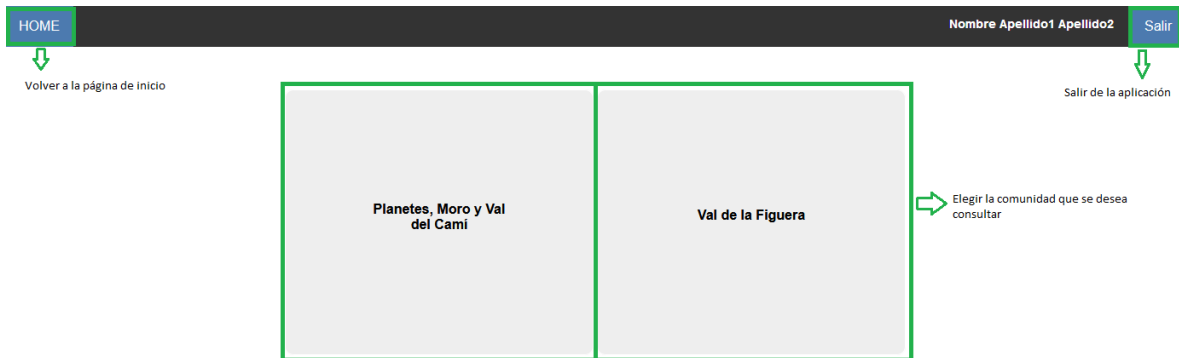 HOME
Nombre Apellido1 Apellido2
Salir
Volver a la página de inicio
Salir de la aplicación
Planetes, Moro y Val
del Camí
Val de la Figuera
Elegir la comunidad que se desea
consultar